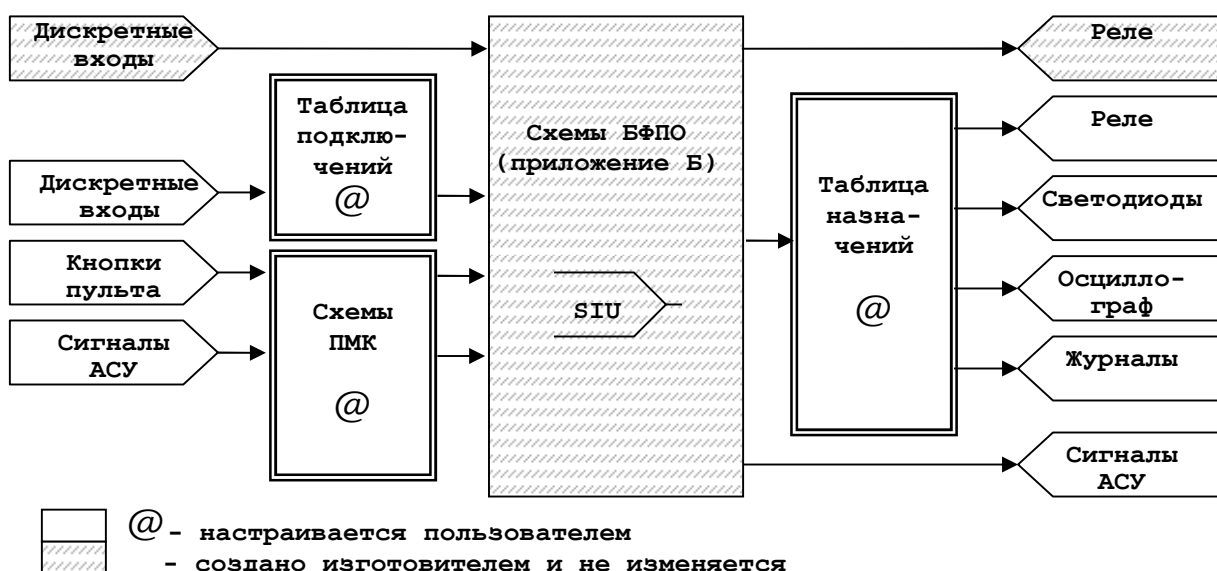 Дискретные
входы
Реле
Таблица
подклю-
чений
@
Схемы БФПО
(приложение Б)
Реле
Дискретные
входы
Таблица
назна-
чений
@
Светодиоды
Кнопки
пульта
Схемы
ПМК
@
SIU
Осцилло-
граф
Сигналы
АСУ
Журналы
Сигналы
АСУ
@ - настраивается пользователем
- создано изготовителем и не изменяется